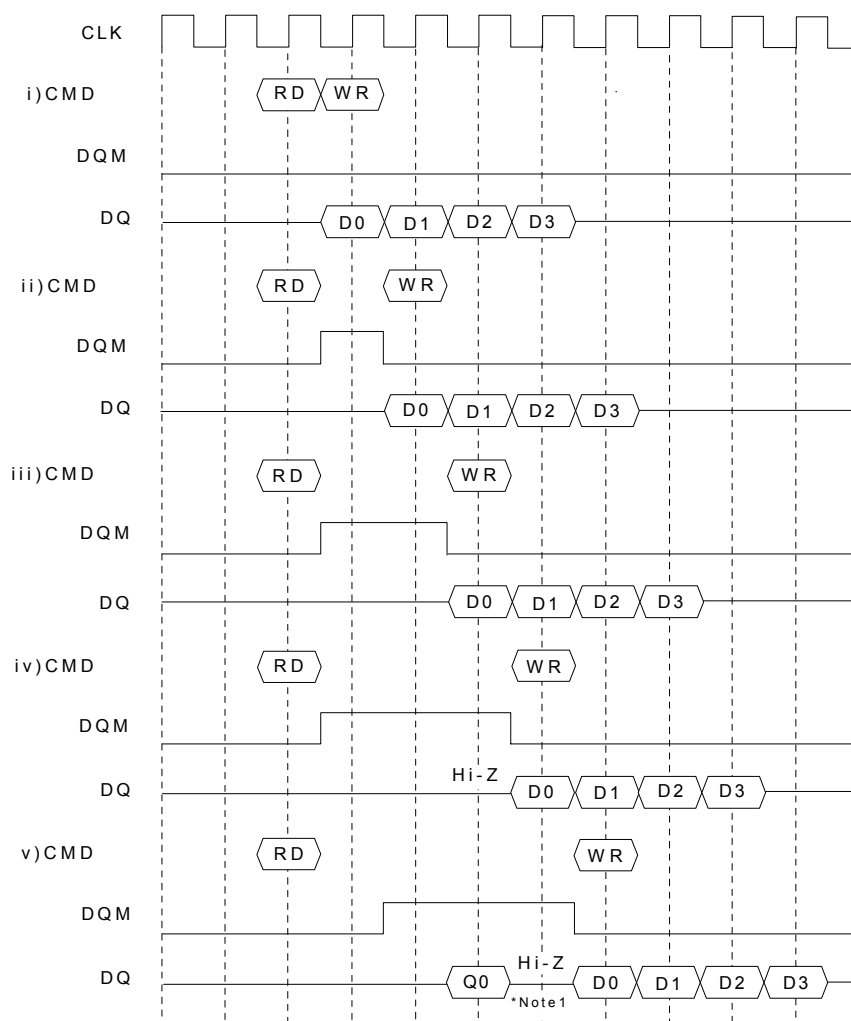 CLK
i)CMD RD WR
DQM
DQ D0 D1 D2 D3
ii)CMD RD WR
DQM
DQ D0 D1 D2 D3
iii)CMD RD WR
DQM
DQ D0 D1 D2 D3
iv)CMD RD WR
DQM
Hi-Z
DQ D0 D1 D2 D3
v)CMD RD WR
DQM
Hi-Z
DQ Q0 D0 D1 D2 D3
*Note1